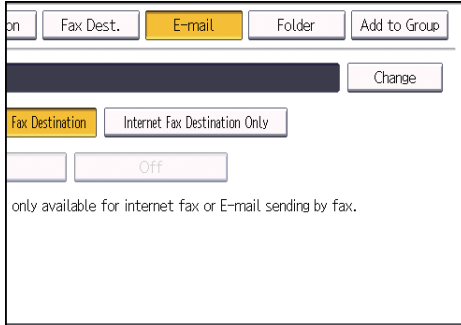 on Fax Dest. E-mail Folder Add to Group
Change
Fax Destination Internet Fax Destination Only
Off
only available for internet fax or E-mail sending by fax.